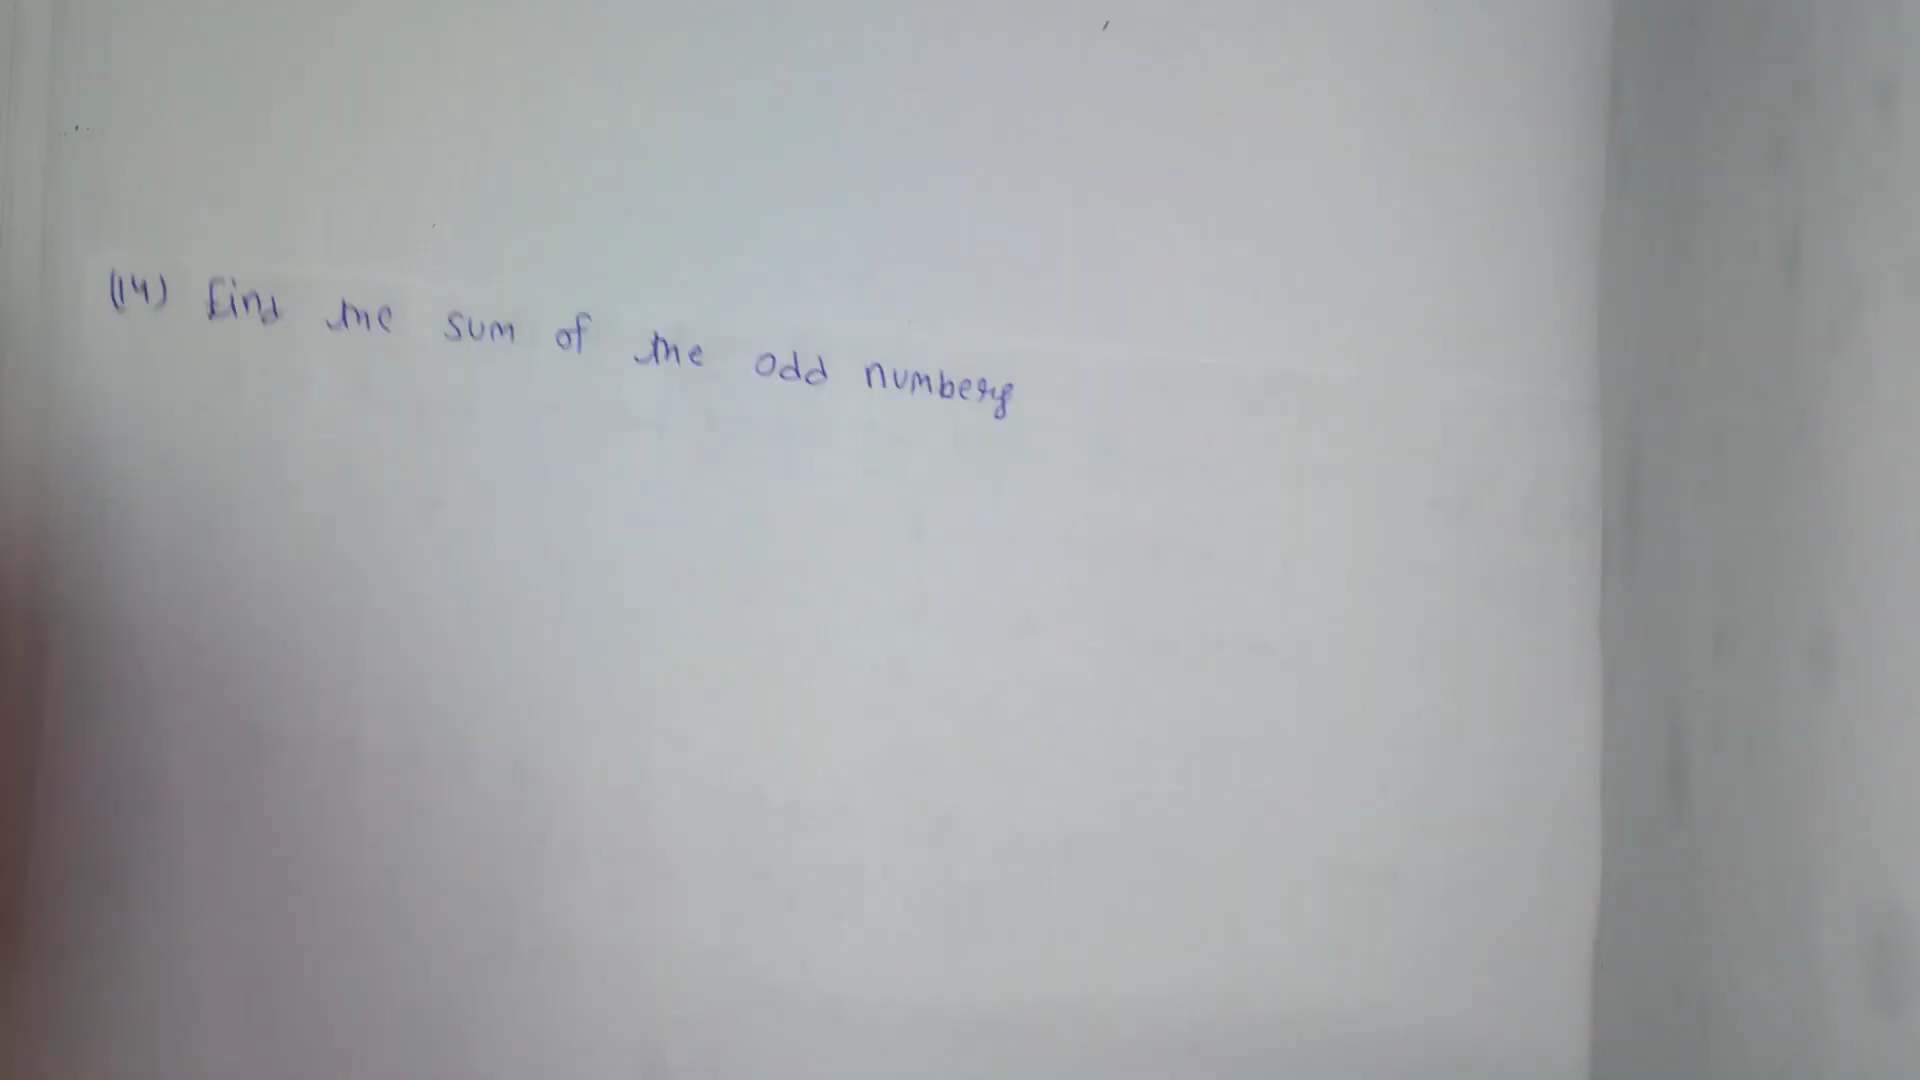 (14) Find the sum of the odd numbers